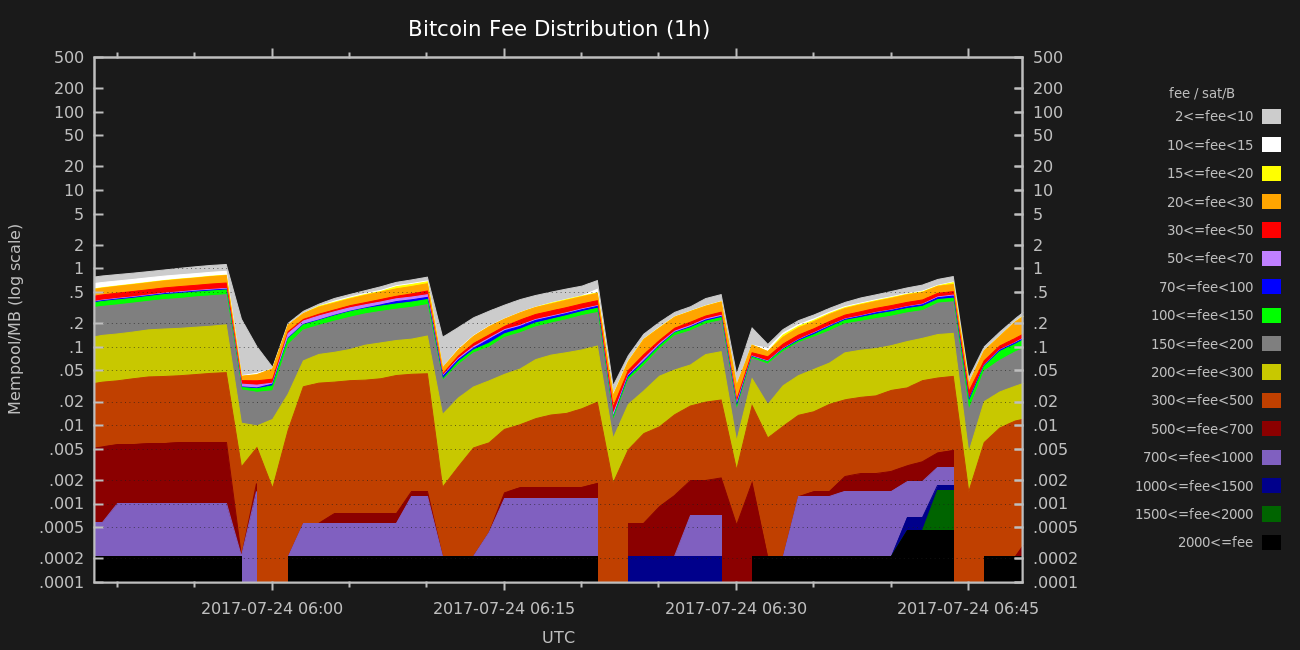 Bitcoin Fee Distribution (1h)
Mempool/MB (log scale)
500
200
100
50
20
10
5
2
1
.5
.2
.1
.05
.02
.01
.005
.002
.001
.0005
.0002
.0001
500
200
100
50
20
10
5
2
1
.5
.2
.1
.05
.02
.01
.005
.002
.001
.0005
.0002
.0001
2017-07-24 06:00
2017-07-24 06:15
2017-07-24 06:30
2017-07-24 06:45
UTC
fee / sat/B
2<=fee<10
10<=fee<15
15<=fee<20
20<=fee<30
30<=fee<50
50<=fee<70
70<=fee<100
100<=fee<150
150<=fee<200
200<=fee<300
300<=fee<500
500<=fee<700
700<=fee<1000
1000<=fee<1500
1500<=fee<2000
2000<=fee